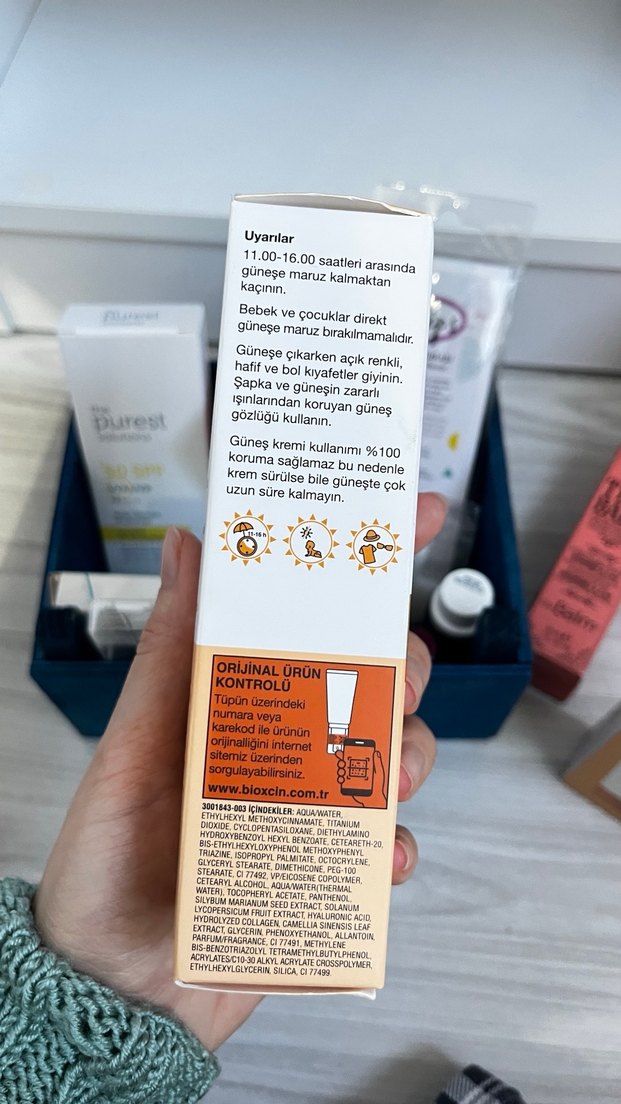 Uyarılar
11.00-16.00 saatleri arasında
güneşe maruz kalmaktan
kaçının.
Bebek ve çocuklar direkt
güneşe maruz bırakılmamalıdır.
Güneşe çıkarken açık renkli,
hafif ve bol kıyafetler giyinin.
Şapka ve güneşin zararlı
ışınlarından koruyan güneş
gözlüğü kullanın.
Güneş kremi kullanımı %100
koruma sağlamaz bu nedenle
krem sürülse bile güneşte çok
uzun süre kalmayın.
11-16 h
ORİJİNAL ÜRÜN
KONTROLÜ
Tüpün üzerindeki
numara veya
karekod ile ürünün
orijinalliğini internet
sitemiz üzerinden
sorgulayabilirsiniz.
www.bioxcin.com.tr
3001843-003 İÇİNDEKİLER: AQUA/WATER,
ETHYLHEXYL METHOXYCINNAMATE, TITANIUM
DIOXIDE, CYCLOPENTASILOXANE, DIETHYLAMINO
HYDROXYBENZOYL HEXYL BENZOATE, CETEARETH-20,
BIS-ETHYLHEXYLOXYPHENOL METHOXYPHENYL
TRIAZINE, ISOPROPYL PALMITATE, OCTOCRYLENE,
GLYCERYL STEARATE, DIMETHICONE, PEG-100
STEARATE, CI 77492, VP/EICOSENE COPOLYMER,
CETEARYL ALCOHOL, AQUA/WATER(THERMAL
WATER), TOCOPHERYL ACETATE, PANTHENOL,
SILYBUM MARIANUM SEED EXTRACT, SOLANUM
LYCOPERSICUM FRUIT EXTRACT, HYALURONIC ACID,
HYDROLYZED COLLAGEN, CAMELLIA SINENSIS LEAF
EXTRACT, GLYCERIN, PHENOXYETHANOL, ALLANTOIN,
PARFUM/FRAGRANCE, CI 77491, METHYLENE
BIS-BENZOTRIAZOLYL TETRAMETHYLBUTYLPHENOL,
ACRYLATES/C10-30 ALKYL ACRYLATE CROSSPOLYMER,
ETHYLHEXYLGLYCERIN, SILICA, CI 77499.
the
purest
solutions
50 SPF
Balm